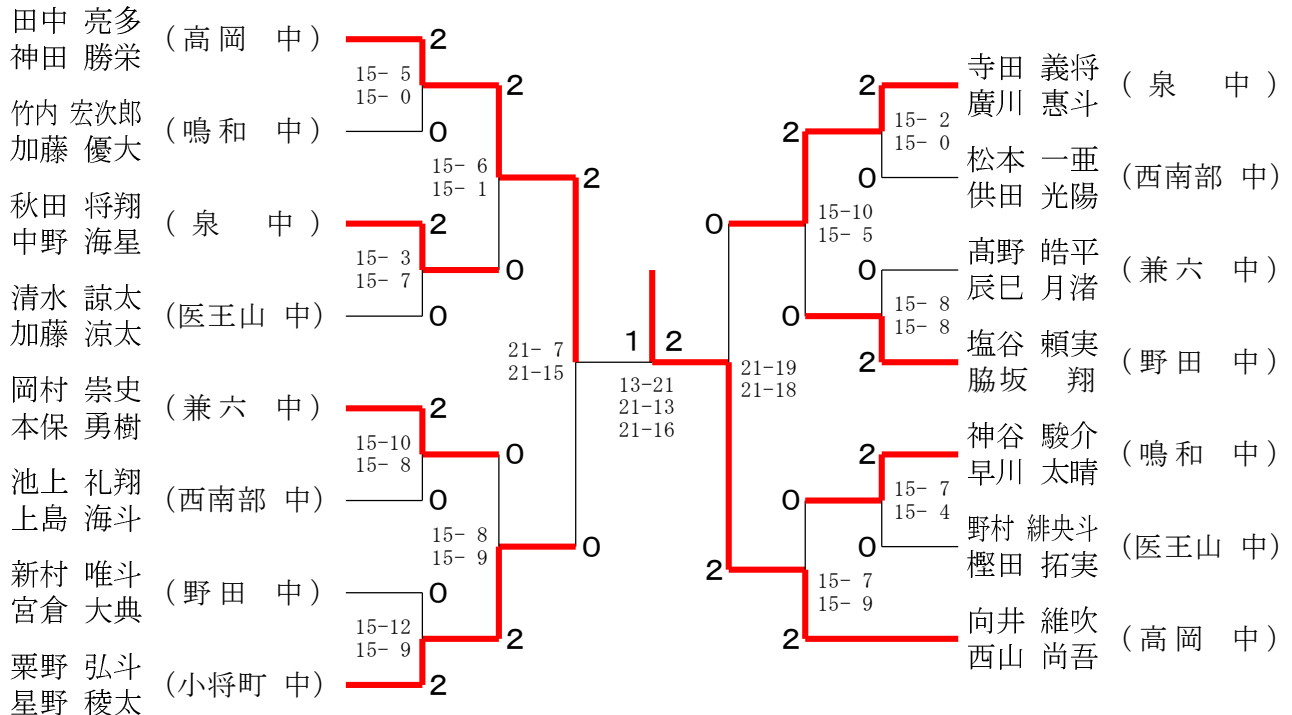 田中 亮多
神田 勝栄
(高岡 中)
2
15- 5
15- 0
竹内 宏次郎
加藤 優大
(鳴和 中)
0
2
15- 6
15- 1
秋田 将翔
中野 海星
(泉 中)
2
15- 3
15- 7
0
清水 諒太
加藤 涼太
(医王山 中)
0
2
21- 7
21-15
岡村 崇史
本保 勇樹
(兼六 中)
2
15-10
15- 8
0
池上 礼翔
上島 海斗
(西南部 中)
0
15- 8
15- 9
0
新村 唯斗
宮倉 大典
(野田 中)
0
15-12
15- 9
2
粟野 弘斗
星野 稜太
(小将町 中)
2
1 2
13-21
21-13
21-16
寺田 義将
廣川 惠斗
(泉 中)
2
15- 2
15- 0
2
松本 一亜
供田 光陽
(西南部 中)
0
0
15-10
15- 5
髙野 皓平
辰巳 月渚
(兼六 中)
0
15- 8
15- 8
0
塩谷 頼実
脇坂 翔
(野田 中)
2
21-19
21-18
神谷 駿介
早川 太晴
(鳴和 中)
2
15- 7
15- 4
0
野村 緋央斗
樫田 拓実
(医王山 中)
0
2
15- 7
15- 9
向井 維吹
西山 尚吾
(高岡 中)
2